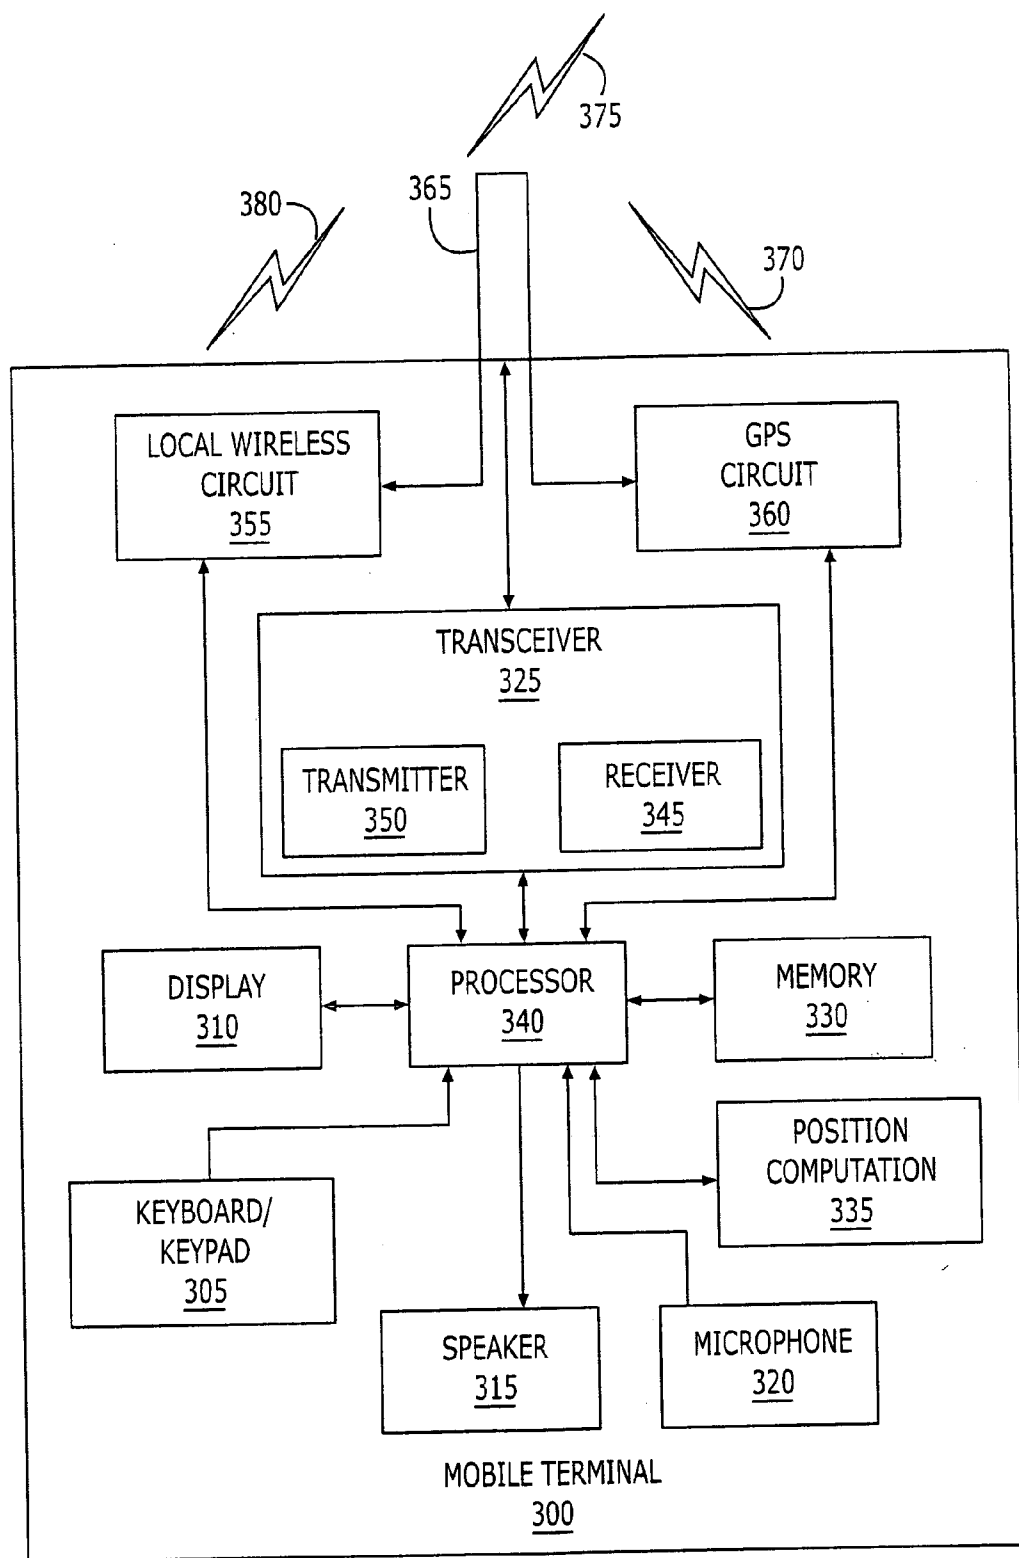 375
365
380
370
LOCAL WIRELESS
CIRCUIT
355
GPS
CIRCUIT
360
TRANSCEIVER
325
TRANSMITTER
350
RECEIVER
345
DISPLAY
310
PROCESSOR
340
MEMORY
330
POSITION
COMPUTATION
335
KEYBOARD/
KEYPAD
305
SPEAKER
315
MICROPHONE
320
MOBILE TERMINAL
300